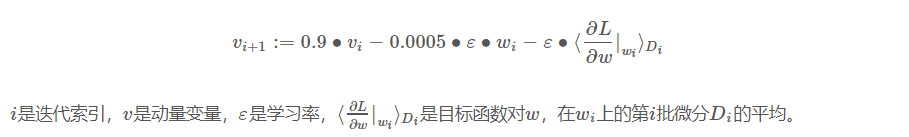 v_{i+1} := 0.9 • v_i − 0.0005 • ε • w_i − ε • ⟨∂L/∂w|_{w_i}⟩_{D_i}
i是迭代索引，v是动量变量，ε是学习率，⟨∂L/∂w|_{w_i}⟩_{D_i}是目标函数对w，在w_i上的第i批微分D_i的平均。